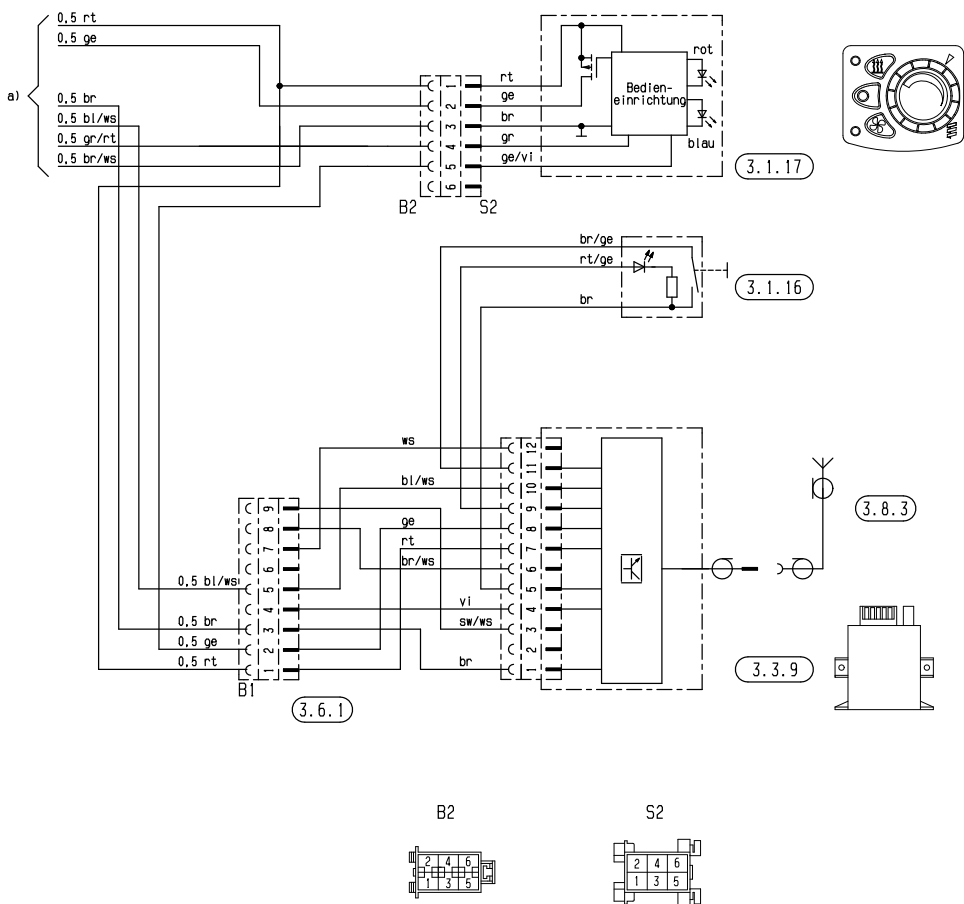 0,5 rt
0,5 ge
a)
0,5 br
0,5 bl/ws
0,5 gr/rt
0,5 br/ws
rt
ge
br
gr
ge/vi
1
2
3
4
5
6
B2
S2
Bedien-
einrichtung
rot
blau
3.1.17
br/ge
rt/ge
br
3.1.16
ws
bl/ws
ge
rt
br/ws
vi
sw/ws
br
12
11
10
9
8
7
6
5
4
3
2
1
9
8
7
6
5
4
3
2
1
0,5 bl/ws
0,5 br
0,5 ge
0,5 rt
B1
3.6.1
3.8.3
3.3.9
B2
S2
2 4 6
1 3 5
2 4 6
1 3 5